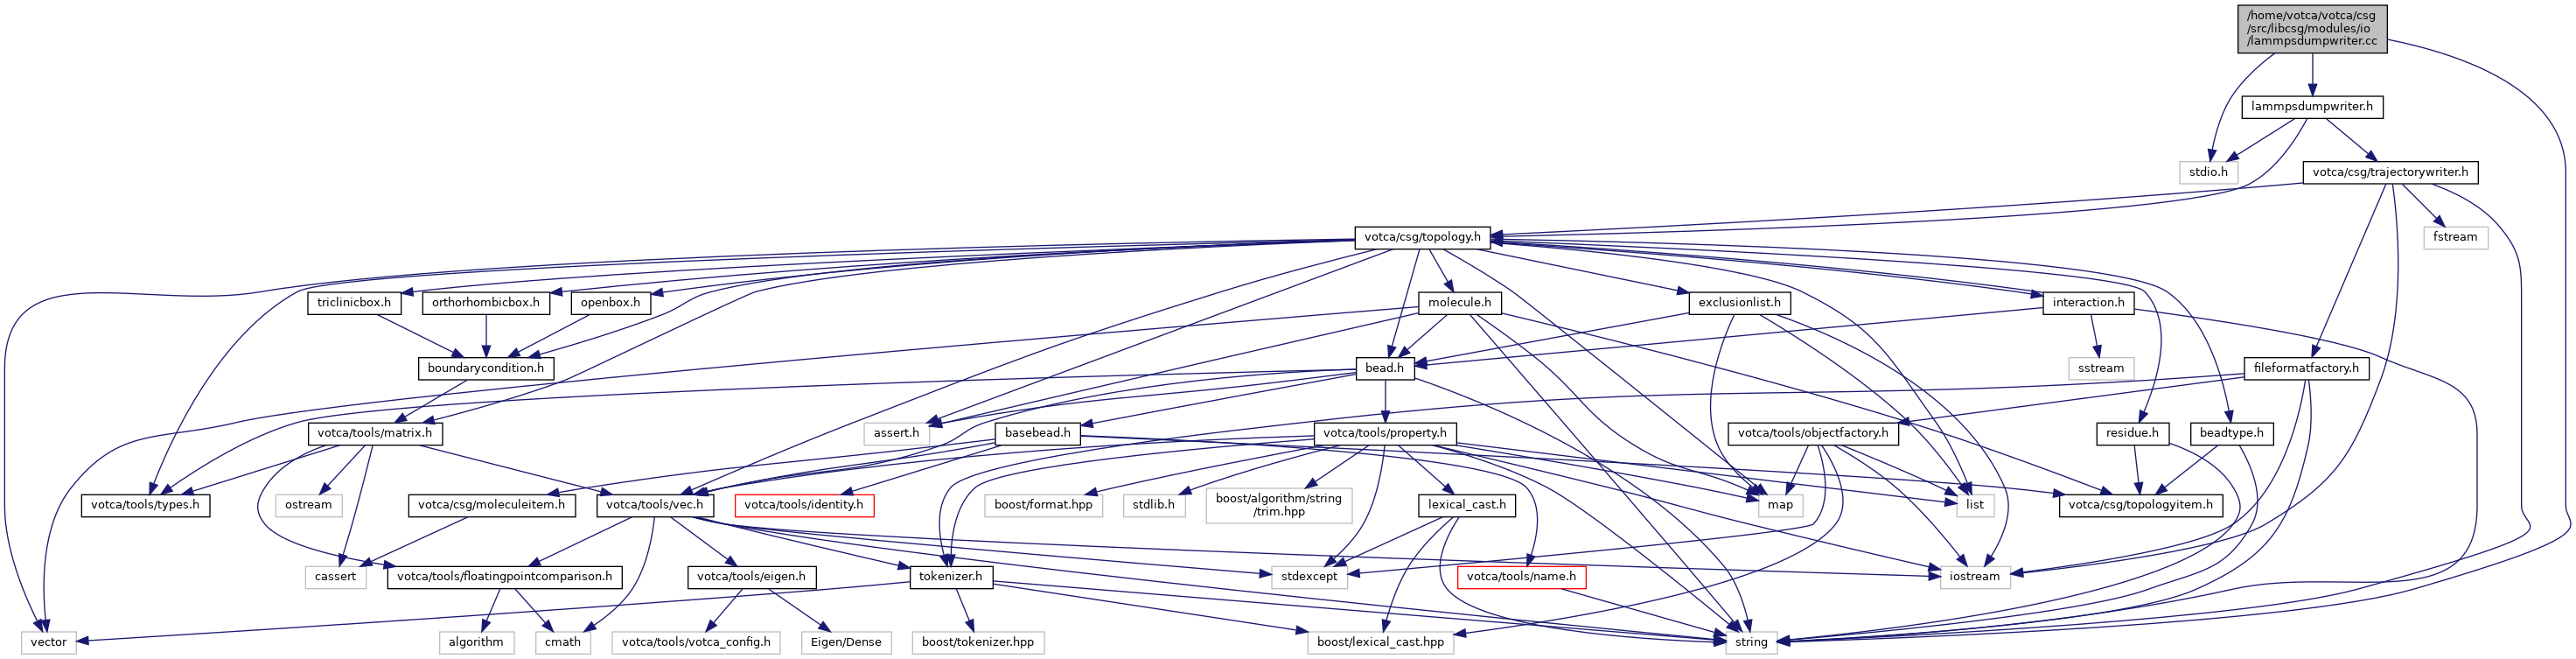 /home/votca/votca/csg
/src/libcsg/modules/io
/lammpsdumpwriter.cc
lammpsdumpwriter.h
stdio.h
votca/csg/trajectorywriter.h
votca/csg/topology.h
fstream
triclinicbox.h
orthorhombicbox.h
openbox.h
molecule.h
exclusionlist.h
interaction.h
boundarycondition.h
bead.h
sstream
fileformatfactory.h
votca/tools/matrix.h
assert.h
basebead.h
votca/tools/property.h
votca/tools/objectfactory.h
residue.h
beadtype.h
votca/tools/types.h
ostream
votca/csg/moleculeitem.h
votca/tools/vec.h
votca/tools/identity.h
boost/format.hpp
stdlib.h
boost/algorithm/string
/trim.hpp
lexical_cast.h
map
list
votca/csg/topologyitem.h
cassert
votca/tools/floatingpointcomparison.h
votca/tools/eigen.h
tokenizer.h
stdexcept
votca/tools/name.h
iostream
vector
algorithm
cmath
votca/tools/votca_config.h
Eigen/Dense
boost/tokenizer.hpp
boost/lexical_cast.hpp
string